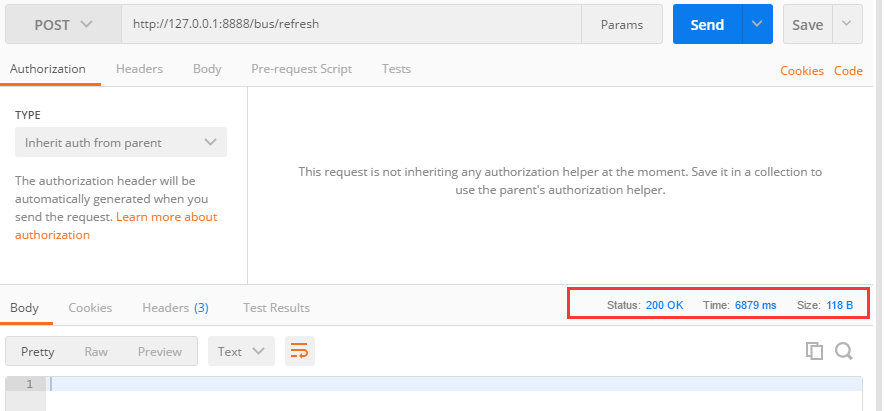 POST http://127.0.0.1:8888/bus/refresh Params Send Save
Authorization Headers Body Pre-request Script Tests Cookies Code
TYPE
Inherit auth from parent
The authorization header will be
automatically generated when you
send the request. Learn more about
authorization
This request is not inheriting any authorization helper at the moment. Save it in a collection to
use the parent's authorization helper.
Body Cookies Headers (3) Test Results Status: 200 OK Time: 6879 ms Size: 118 B
Pretty Raw Preview Text
1